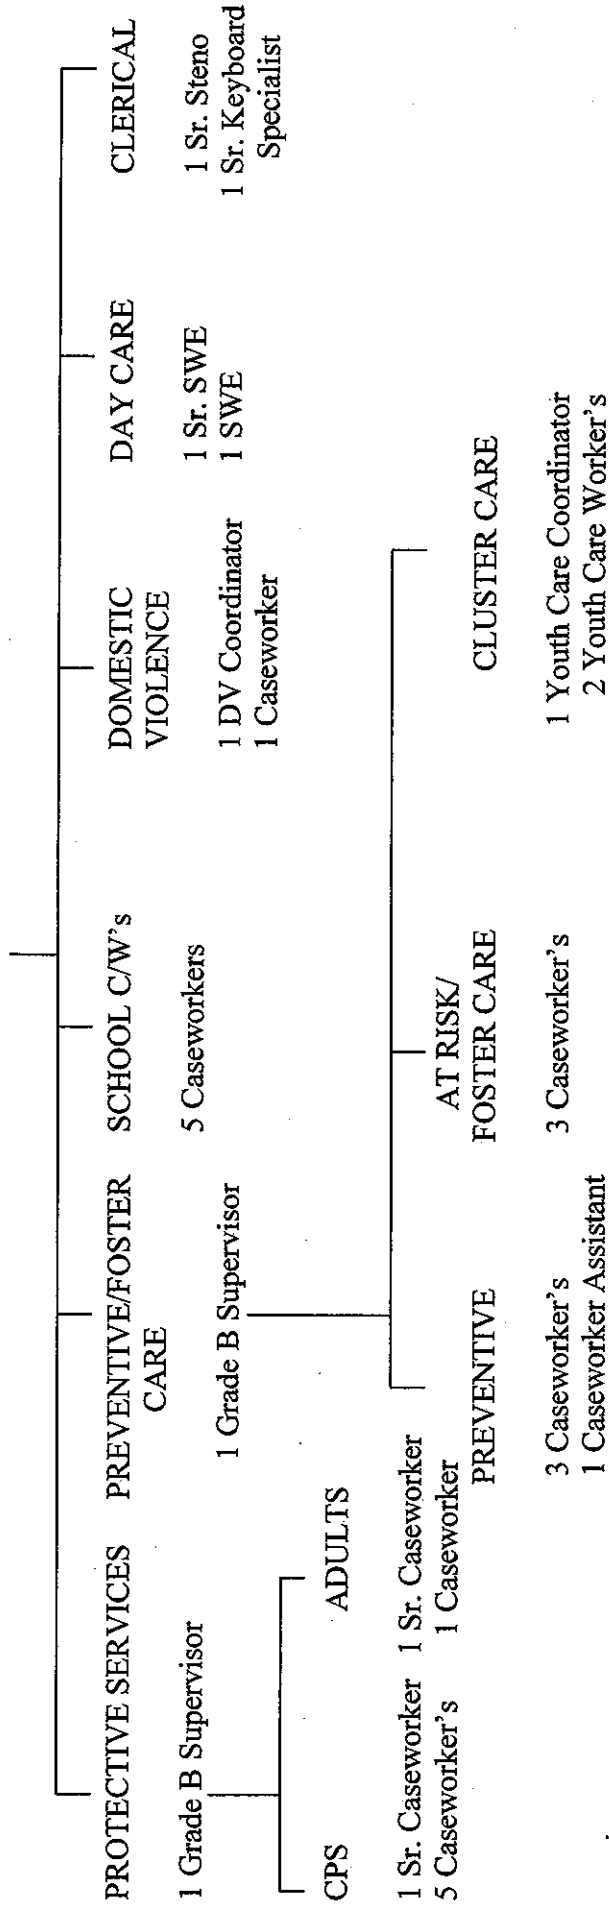 PROTECTIVE SERVICES
1 Grade B Supervisor
CPS
1 Sr. Caseworker
5 Caseworker's
ADULTS
1 Sr. Caseworker
1 Caseworker
PREVENTIVE/FOSTER
CARE
1 Grade B Supervisor
PREVENTIVE
3 Caseworker's
1 Caseworker Assistant
AT RISK/
FOSTER CARE
3 Caseworker's
CLUSTER CARE
1 Youth Care Coordinator
2 Youth Care Worker's
SCHOOL C/W's
5 Caseworkers
DOMESTIC
VIOLENCE
1 DV Coordinator
1 Caseworker
DAY CARE
1 Sr. SWE
1 SWE
CLERICAL
1 Sr. Steno
1 Sr. Keyboard
Specialist